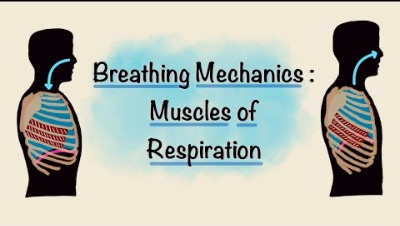 Breathing Mechanics :
Muscles of
Respiration